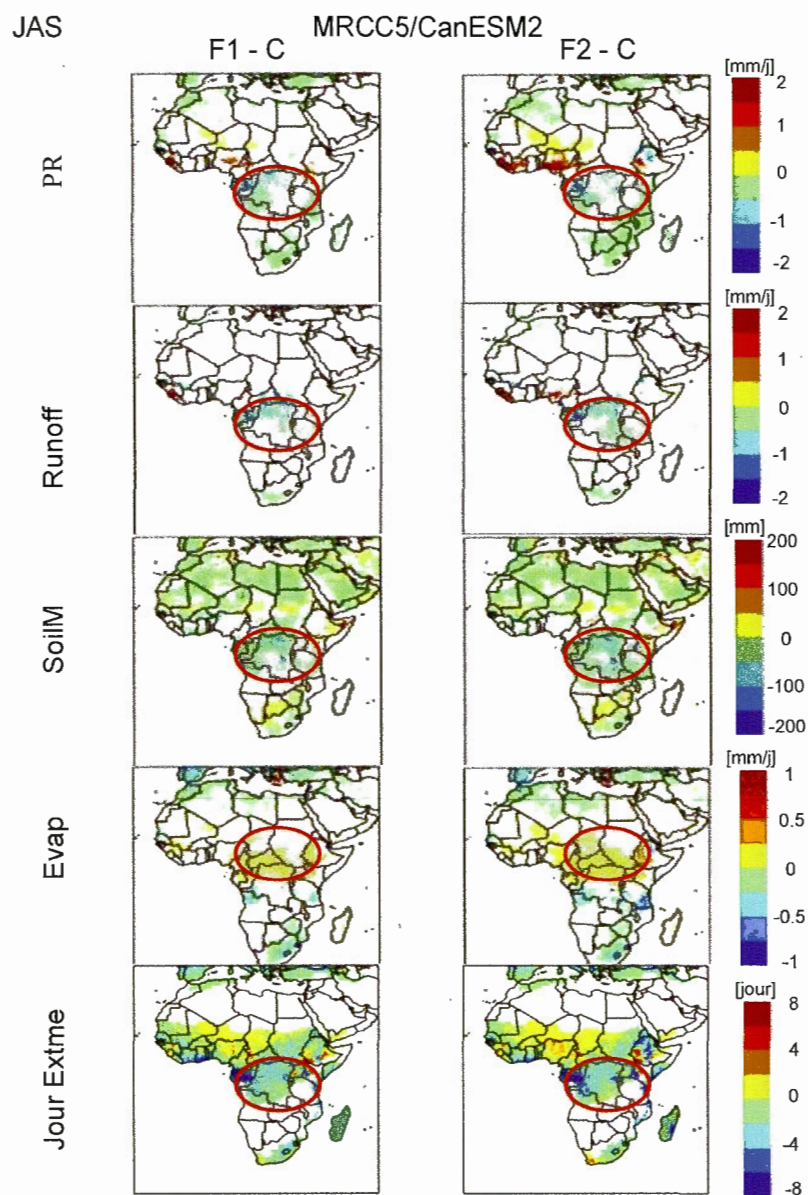 JAS
MRCC5/CanESM2
F1 - C
F2 - C
PR
[mm/j]
2
1
0
-1
-2
Runoff
[mm/j]
2
1
0
-1
-2
SoilM
[mm]
200
100
0
-100
-200
Evap
[mm/j]
1
0.5
0
-0.5
-1
Jour Extme
[jour]
8
4
0
-4
-8